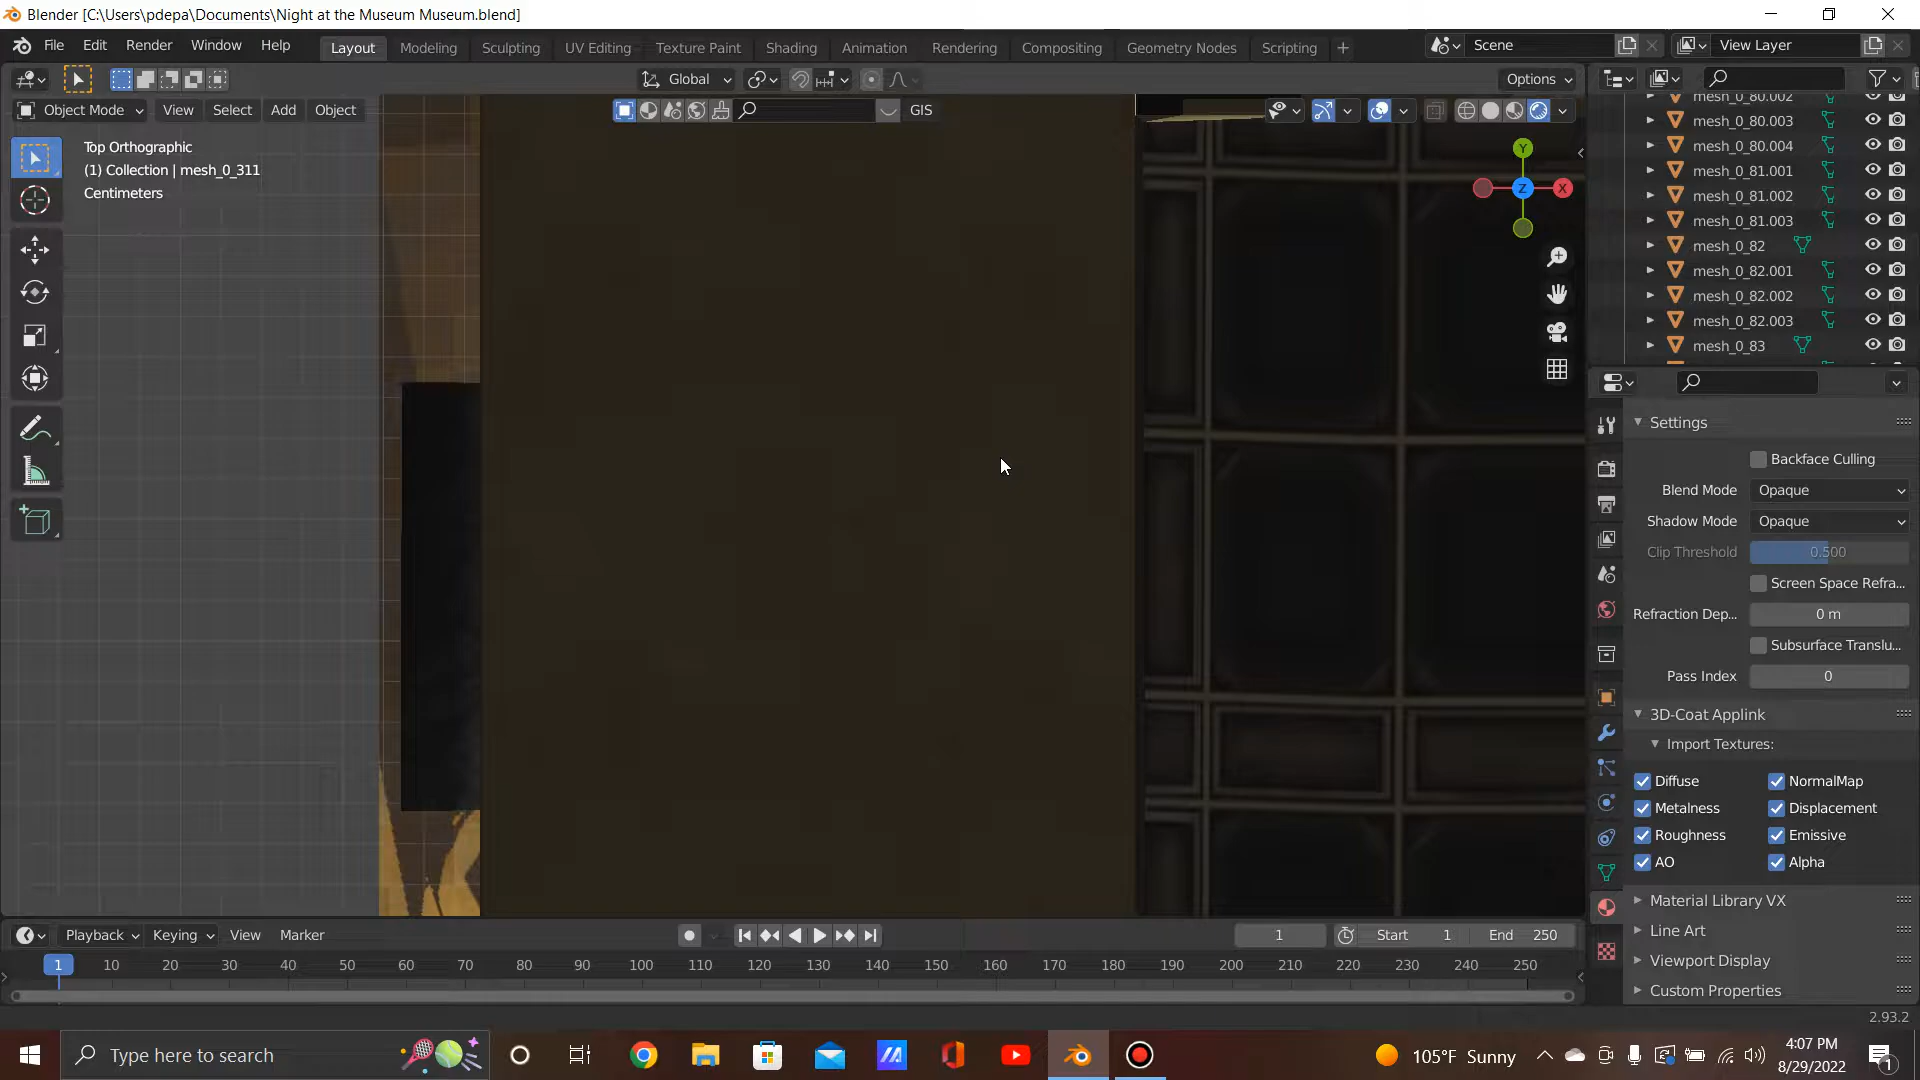 Blender [C:\Users\pdepa\Documents\Night at the Museum Museum.blend]
File Edit Render Window Help Layout Modeling Sculpting UV Editing Texture Paint Shading Animation Rendering Compositing Geometry Nodes Scripting + Scene View Layer
Global Options
Object Mode View Select Add Object GIS
Top Orthographic
(1) Collection | mesh_0_311
Centimeters
Y
Z X
mesh_0_80.002
mesh_0_80.003
mesh_0_80.004
mesh_0_81.001
mesh_0_81.002
mesh_0_81.003
mesh_0_82
mesh_0_82.001
mesh_0_82.002
mesh_0_82.003
mesh_0_83
Settings
Backface Culling
Blend Mode Opaque
Shadow Mode Opaque
Clip Threshold 0.500
Screen Space Refra...
Refraction Dep... 0 m
Subsurface Translu...
Pass Index 0
3D-Coat Applink
Import Textures:
Diffuse NormalMap
Metalness Displacement
Roughness Emissive
AO Alpha
Material Library VX
Line Art
Viewport Display
Custom Properties
Playback Keying View Marker 1 Start 1 End 250
1 10 20 30 40 50 60 70 80 90 100 110 120 130 140 150 160 170 180 190 200 210 220 230 240 250
2.93.2
Type here to search 105°F Sunny 4:07 PM
8/29/2022
1